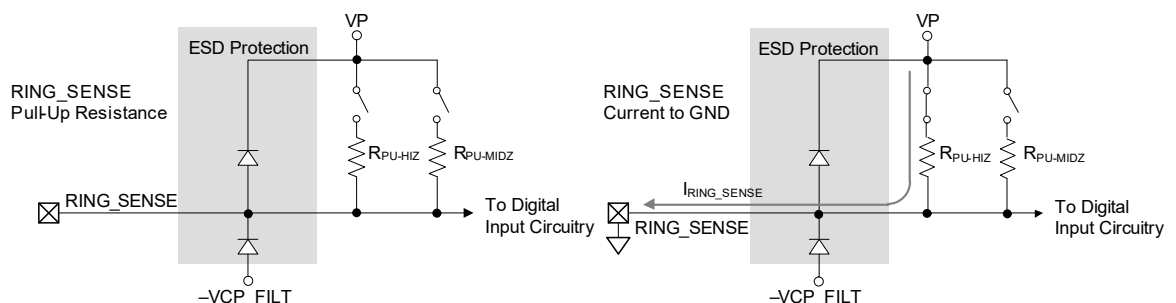 VP
ESD Protection
RING_SENSE
Pull-Up Resistance
RPU-HIZ
RPU-MIDZ
RING_SENSE
To Digital
Input Circuitry
–VCP_FILT
VP
ESD Protection
RING_SENSE
Current to GND
RPU-HIZ
RPU-MIDZ
IRING_SENSE
RING_SENSE
To Digital
Input Circuitry
–VCP_FILT